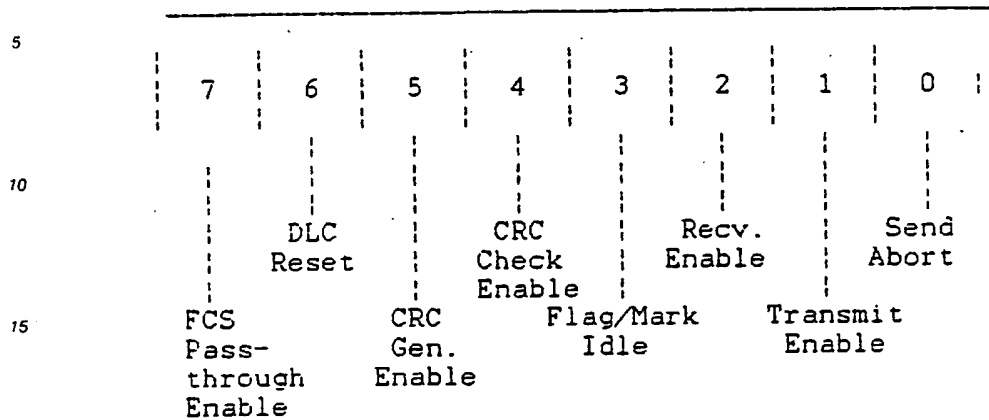 5
7 6 5 4 3 2 1 0
10
DLC Reset
CRC Check Enable
Recv. Enable
Send Abort
15
FCS Pass-through Enable
CRC Gen. Enable
Flag/Mark Idle
Transmit Enable